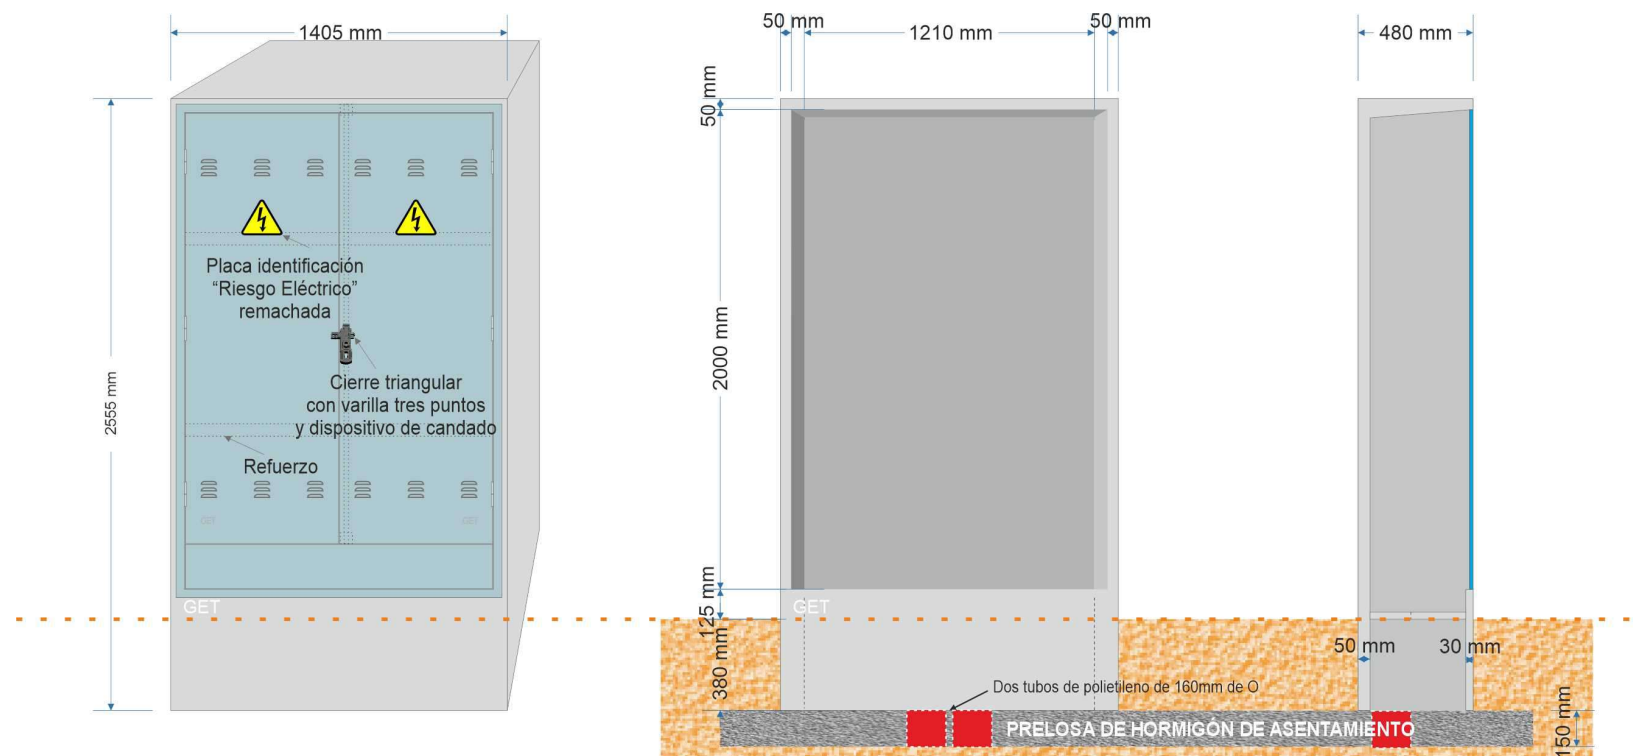 1405 mm
50 mm
1210 mm
50 mm
480 mm
50 mm
Placa identificación
“Riesgo Eléctrico”
remachada
2000 mm
2555 mm
Cierre triangular
con varilla tres puntos
y dispositivo de candado
Refuerzo
GET
GET
GET
GET
125 mm
380 mm
50 mm
30 mm
Dos tubos de polietileno de 160mm de O
PRELOSA DE HORMIGÓN DE ASENTAMIENTO
150 mm